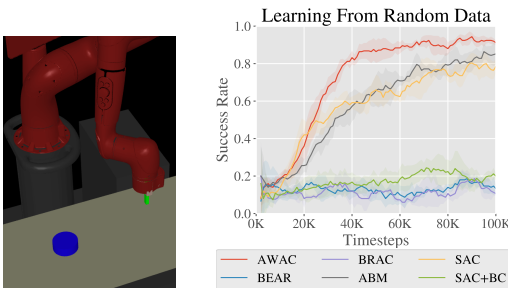 Learning From Random Data
Success Rate
1.0
0.8
0.6
0.4
0.2
0.0
0K 20K 40K 60K 80K 100K
Timesteps
AWAC BRAC SAC
BEAR ABM SAC+BC